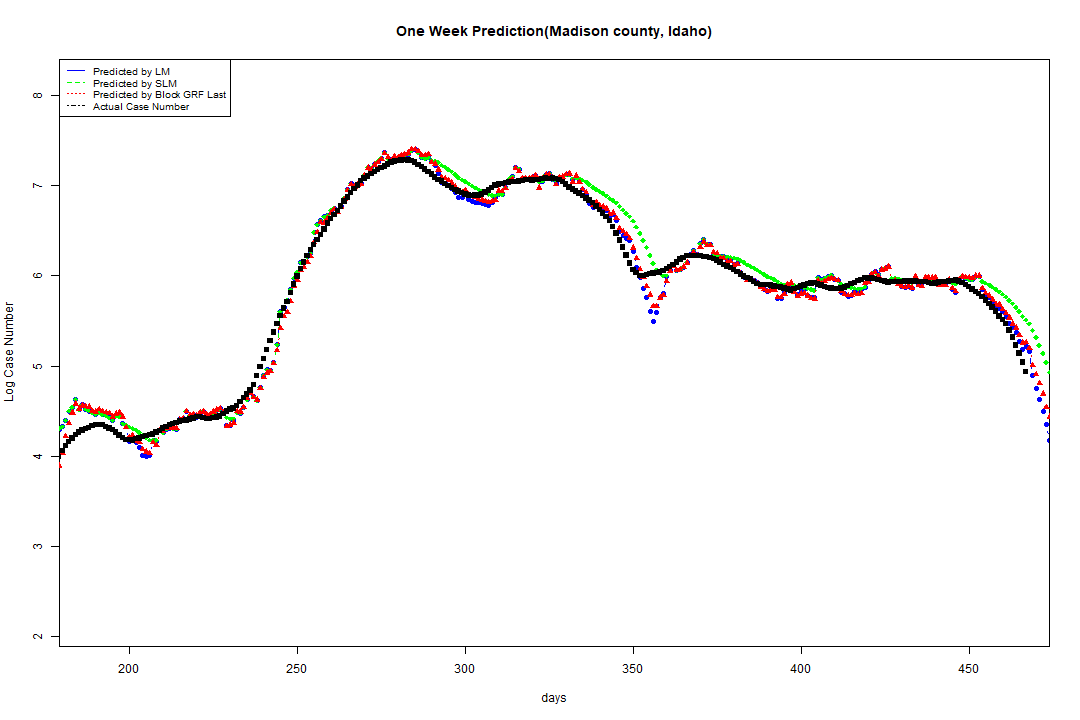 One Week Prediction(Madison county, Idaho)
Predicted by LM
Predicted by SLM
Predicted by Block GRF Last
Actual Case Number
8
7
6
5
4
3
2
Log Case Number
200 250 300 350 400 450
days